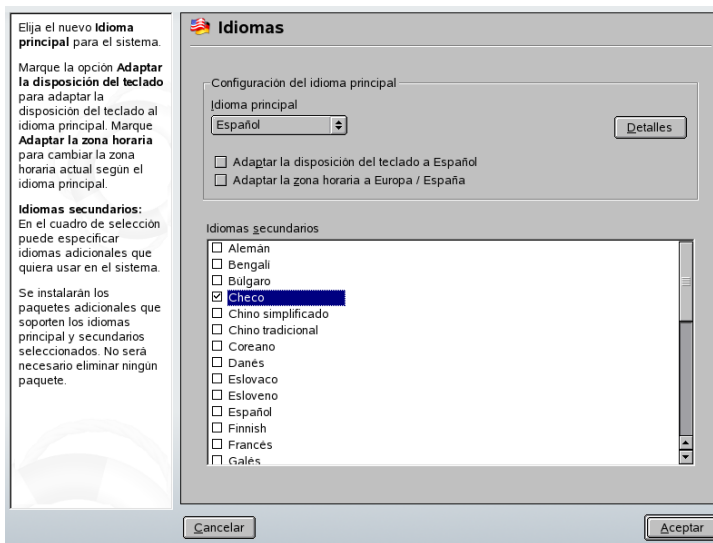 Elija el nuevo Idioma
principal para el sistema.
Marque la opción Adaptar
la disposición del teclado
para adaptar la
disposición del teclado al
idioma principal. Marque
Adaptar la zona horaria
para cambiar la zona
horaria actual según el
idioma principal.
Idiomas secundarios:
En el cuadro de selección
puede especificar
idiomas adicionales que
quiera usar en el sistema.
Se instalarán los
paquetes adicionales que
soporten los idiomas
principal y secundarios
seleccionados. No será
necesario eliminar ningún
paquete.
Idiomas
Configuración del idioma principal
Idioma principal
Español
Detalles
Adaptar la disposición del teclado a Español
Adaptar la zona horaria a Europa / España
Idiomas secundarios
Alemán
Bengalí
Búlgaro
Checo
Chino simplificado
Chino tradicional
Coreano
Danés
Eslovaco
Esloveno
Español
Finnish
Francés
Galés
Cancelar
Aceptar